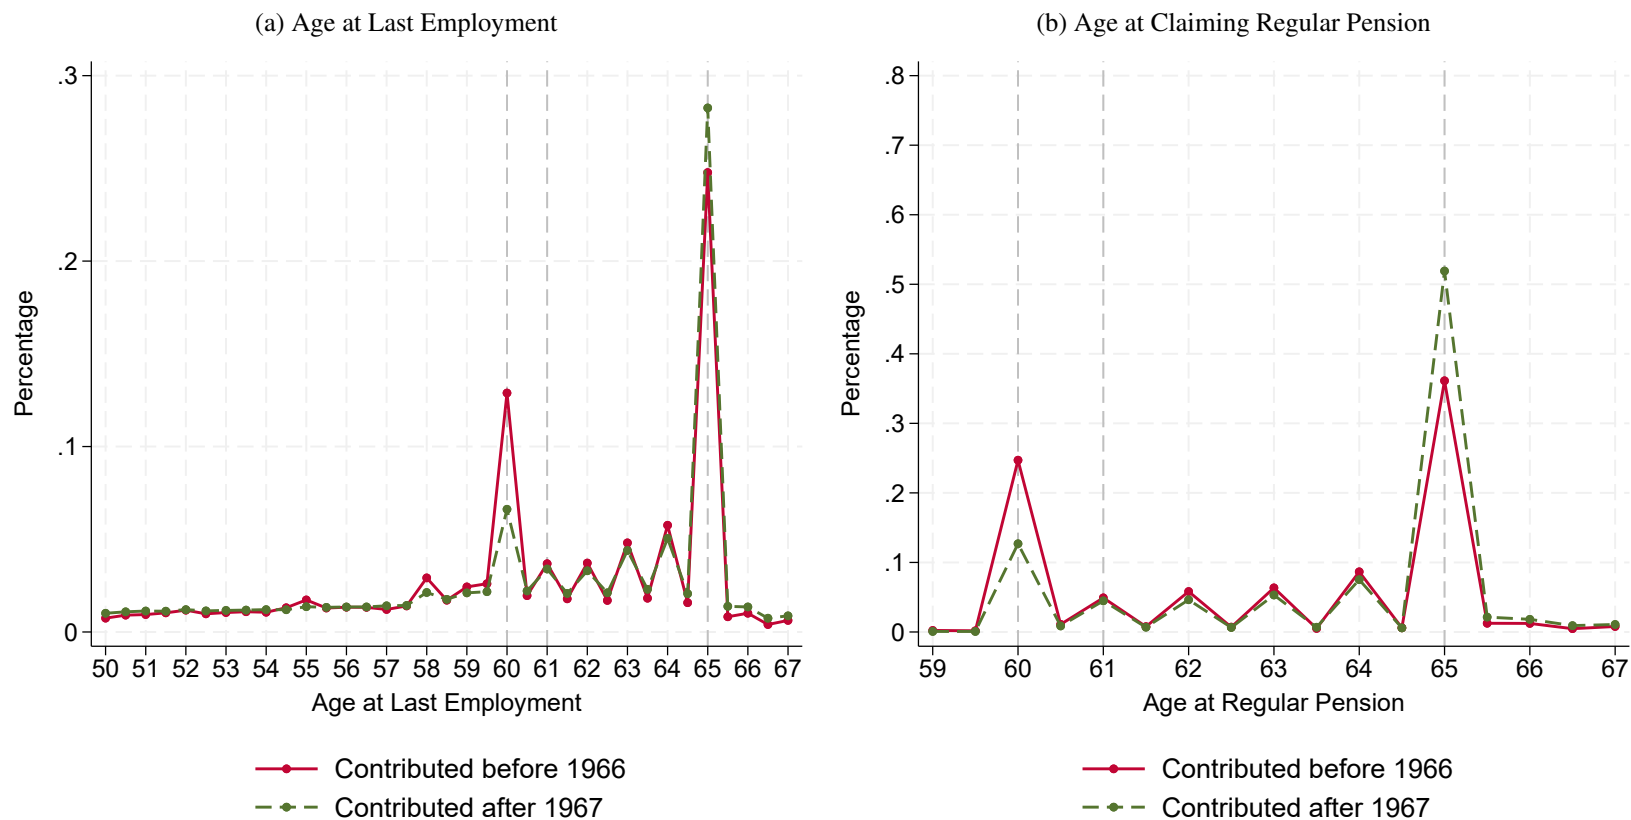 (a) Age at Last Employment
.3
.2
.1
0
Percentage
50 51 52 53 54 55 56 57 58 59 60 61 62 63 64 65 66 67
Age at Last Employment
Contributed before 1966
Contributed after 1967
(b) Age at Claiming Regular Pension
.8
.7
.6
.5
.4
.3
.2
.1
0
Percentage
59 60 61 62 63 64 65 66 67
Age at Regular Pension
Contributed before 1966
Contributed after 1967